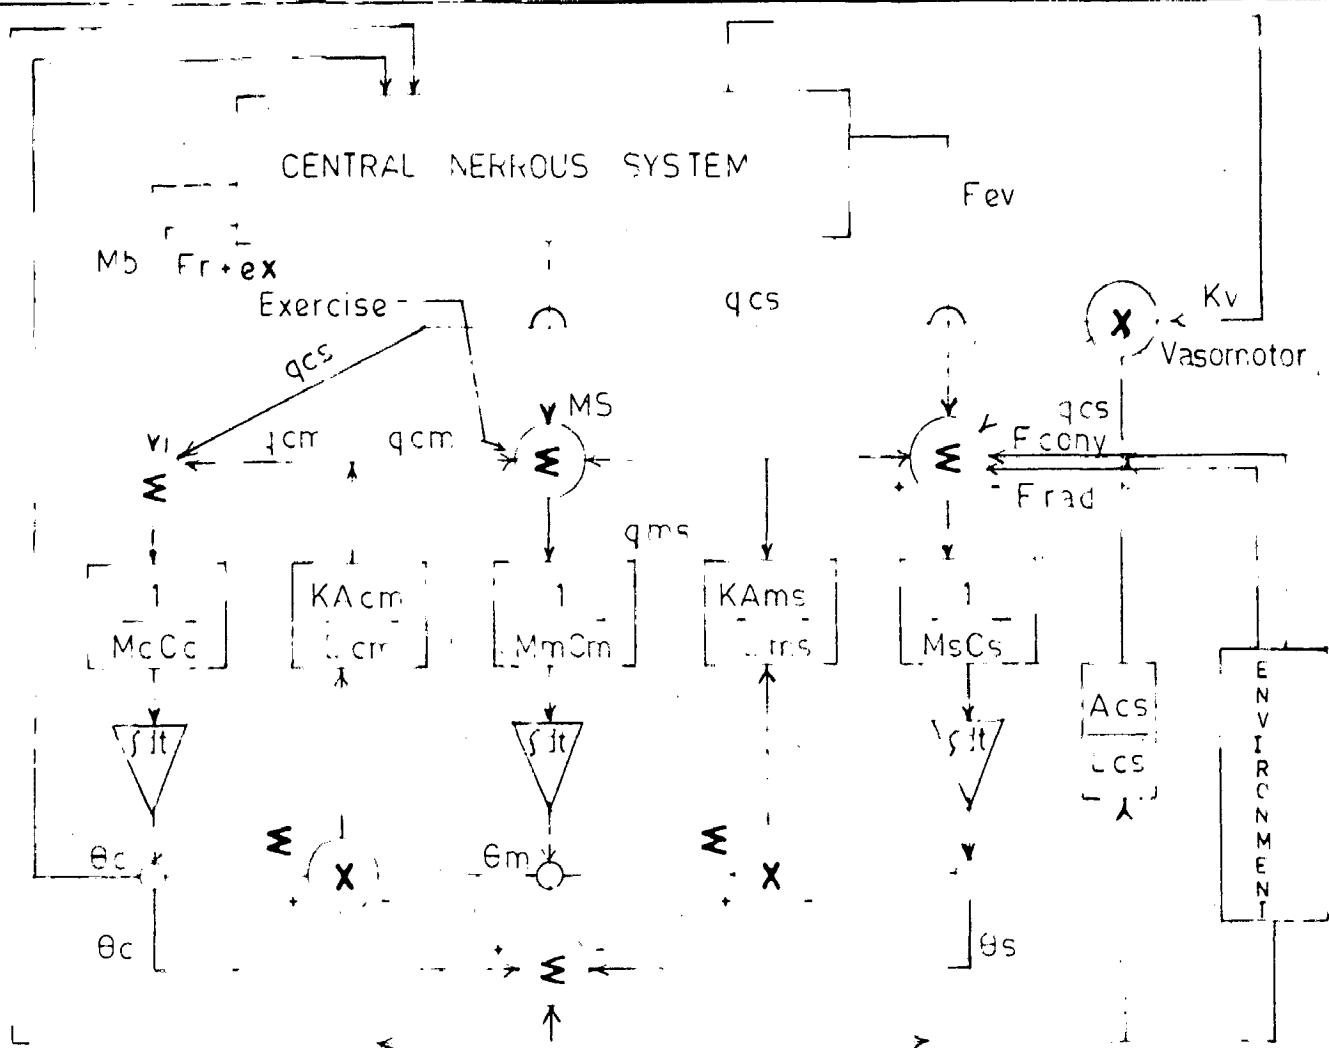 CENTRAL NERROUS SYSTEM
Fev
Fr+ex
Exercise
qcs
Kv
Vasomotor
qcs
MS
qcs
qcm
Fconv
Frad
qms
1
McCc
KAcm
1
MmCm
KAms
1
MsCs
Acs
ENVIRONMENT
θc
θm
θc
θs